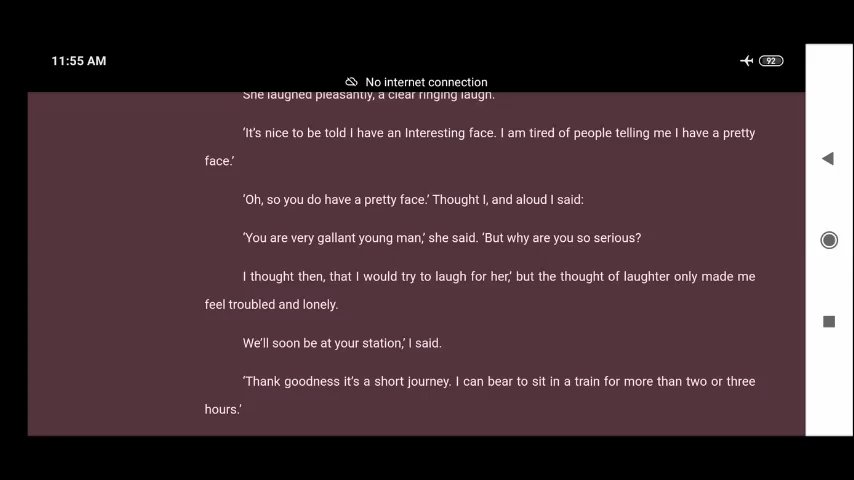 11:55 AM
92
No internet connection
She laughed pleasantly, a clear ringing laugh.
‘It’s nice to be told I have an Interesting face. I am tired of people telling me I have a pretty
face.’
‘Oh, so you do have a pretty face.’ Thought I, and aloud I said:
‘You are very gallant young man,’ she said. ‘But why are you so serious?
I thought then, that I would try to laugh for her,’ but the thought of laughter only made me
feel troubled and lonely.
We’ll soon be at your station,’ I said.
‘Thank goodness it’s a short journey. I can bear to sit in a train for more than two or three
hours.’